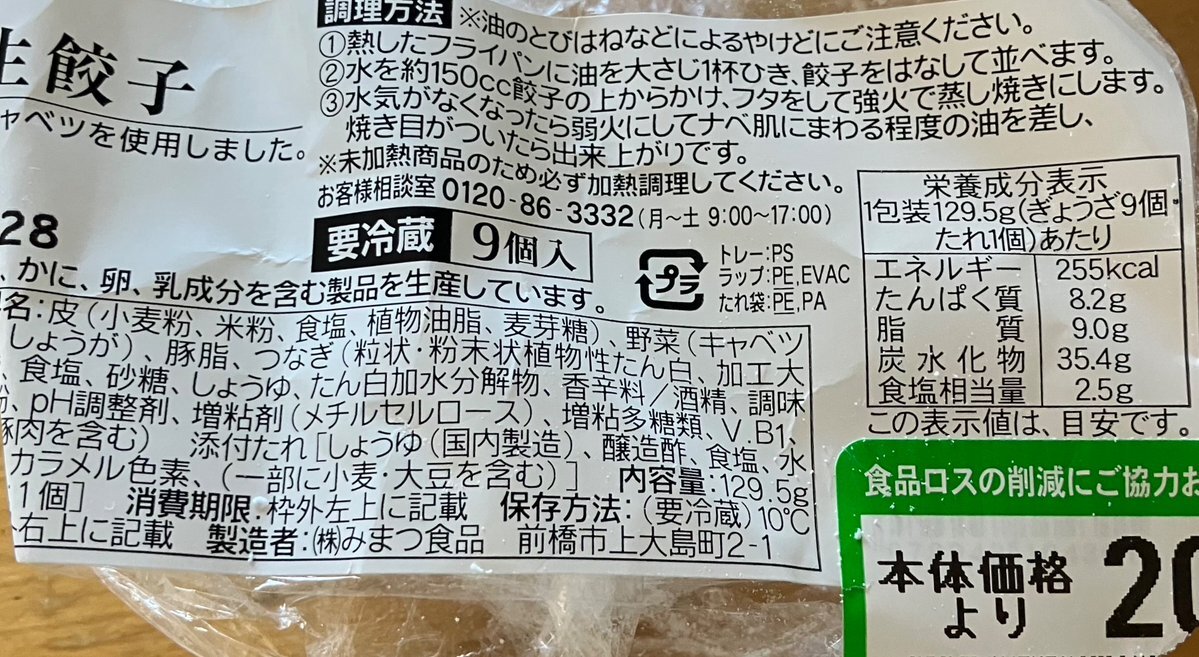 調理方法 ※油のとびはねなどによるやけどにご注意ください。
①熱したフライパンに油を大さじ1杯ひき、餃子をはなして並べます。
②水を約150cc餃子の上からかけ、フタをして強火で蒸し焼きにします。
③水気がなくなったら弱火にしてナベ肌にまわる程度の油を差し、
焼き目がついたら出来上がりです。
※未加熱商品のため必ず加熱調理してください。
お客様相談室 0120-86-3332(月〜土 9:00〜17:00)
生餃子
ャベツを使用しました。
28
要冷蔵 9個入
プラ
トレー:PS
ラップ:PE,EVAC
たれ袋:PE,PA
、かに、卵、乳成分を含む製品を生産しています。
名:皮(小麦粉、米粉、食塩、植物油脂、麦芽糖)、野菜(キャベツ
しょうが)、豚脂、つなぎ(粒状・粉末状植物性たん白、加工大
、食塩、砂糖、しょうゆ、たん白加水分解物、香辛料/酒精、調味
、pH調整剤、増粘剤(メチルセルロース)、増粘多糖類、V.B1、
豚肉を含む) 添付たれ[しょうゆ(国内製造)、醸造酢、食塩、水
カラメル色素、(一部に小麦・大豆を含む)] 内容量:129.5g
1個] 消費期限:枠外左上に記載 保存方法:(要冷蔵)10℃
右上に記載 製造者:㈱みまつ食品 前橋市上大島町2-1
栄養成分表示
1包装129.5g(ぎょうざ9個・
たれ1個)あたり
エネルギー 255kcal
たんぱく質 8.2g
脂質 9.0g
炭水化物 35.4g
食塩相当量 2.5g
この表示値は、目安です。
食品ロスの削減にご協力お
本体価格
より
20